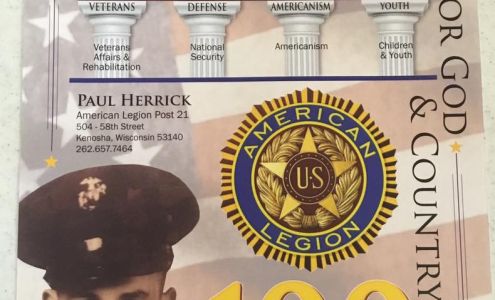 VETERANS DEFENSE AMERICANISM YOUTH
Veterans
Affairs &
Rehabilitation
National
Security
Americanism
Children
& Youth
PAUL HERRICK
American Legion Post 21
504 - 58th Street
Kenosha, Wisconsin 53140
262.657.7464
AMERICAN
U·S
LEGION
OR GOD
& COUNTRY
100